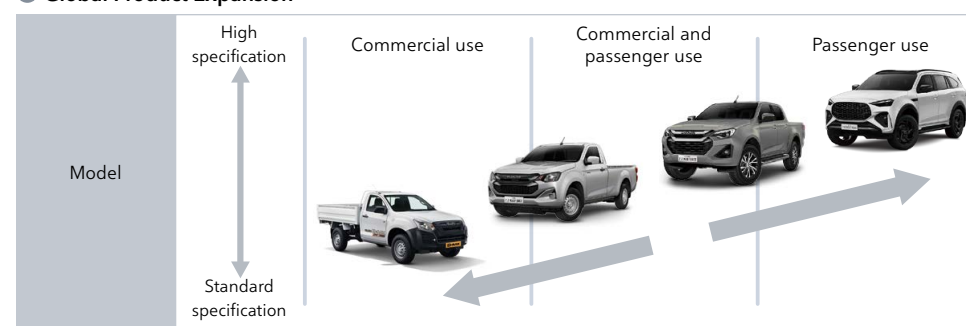 Global Product Expansion
High
specification
Commercial use
Commercial and
passenger use
Passenger use
Model
Standard
specification